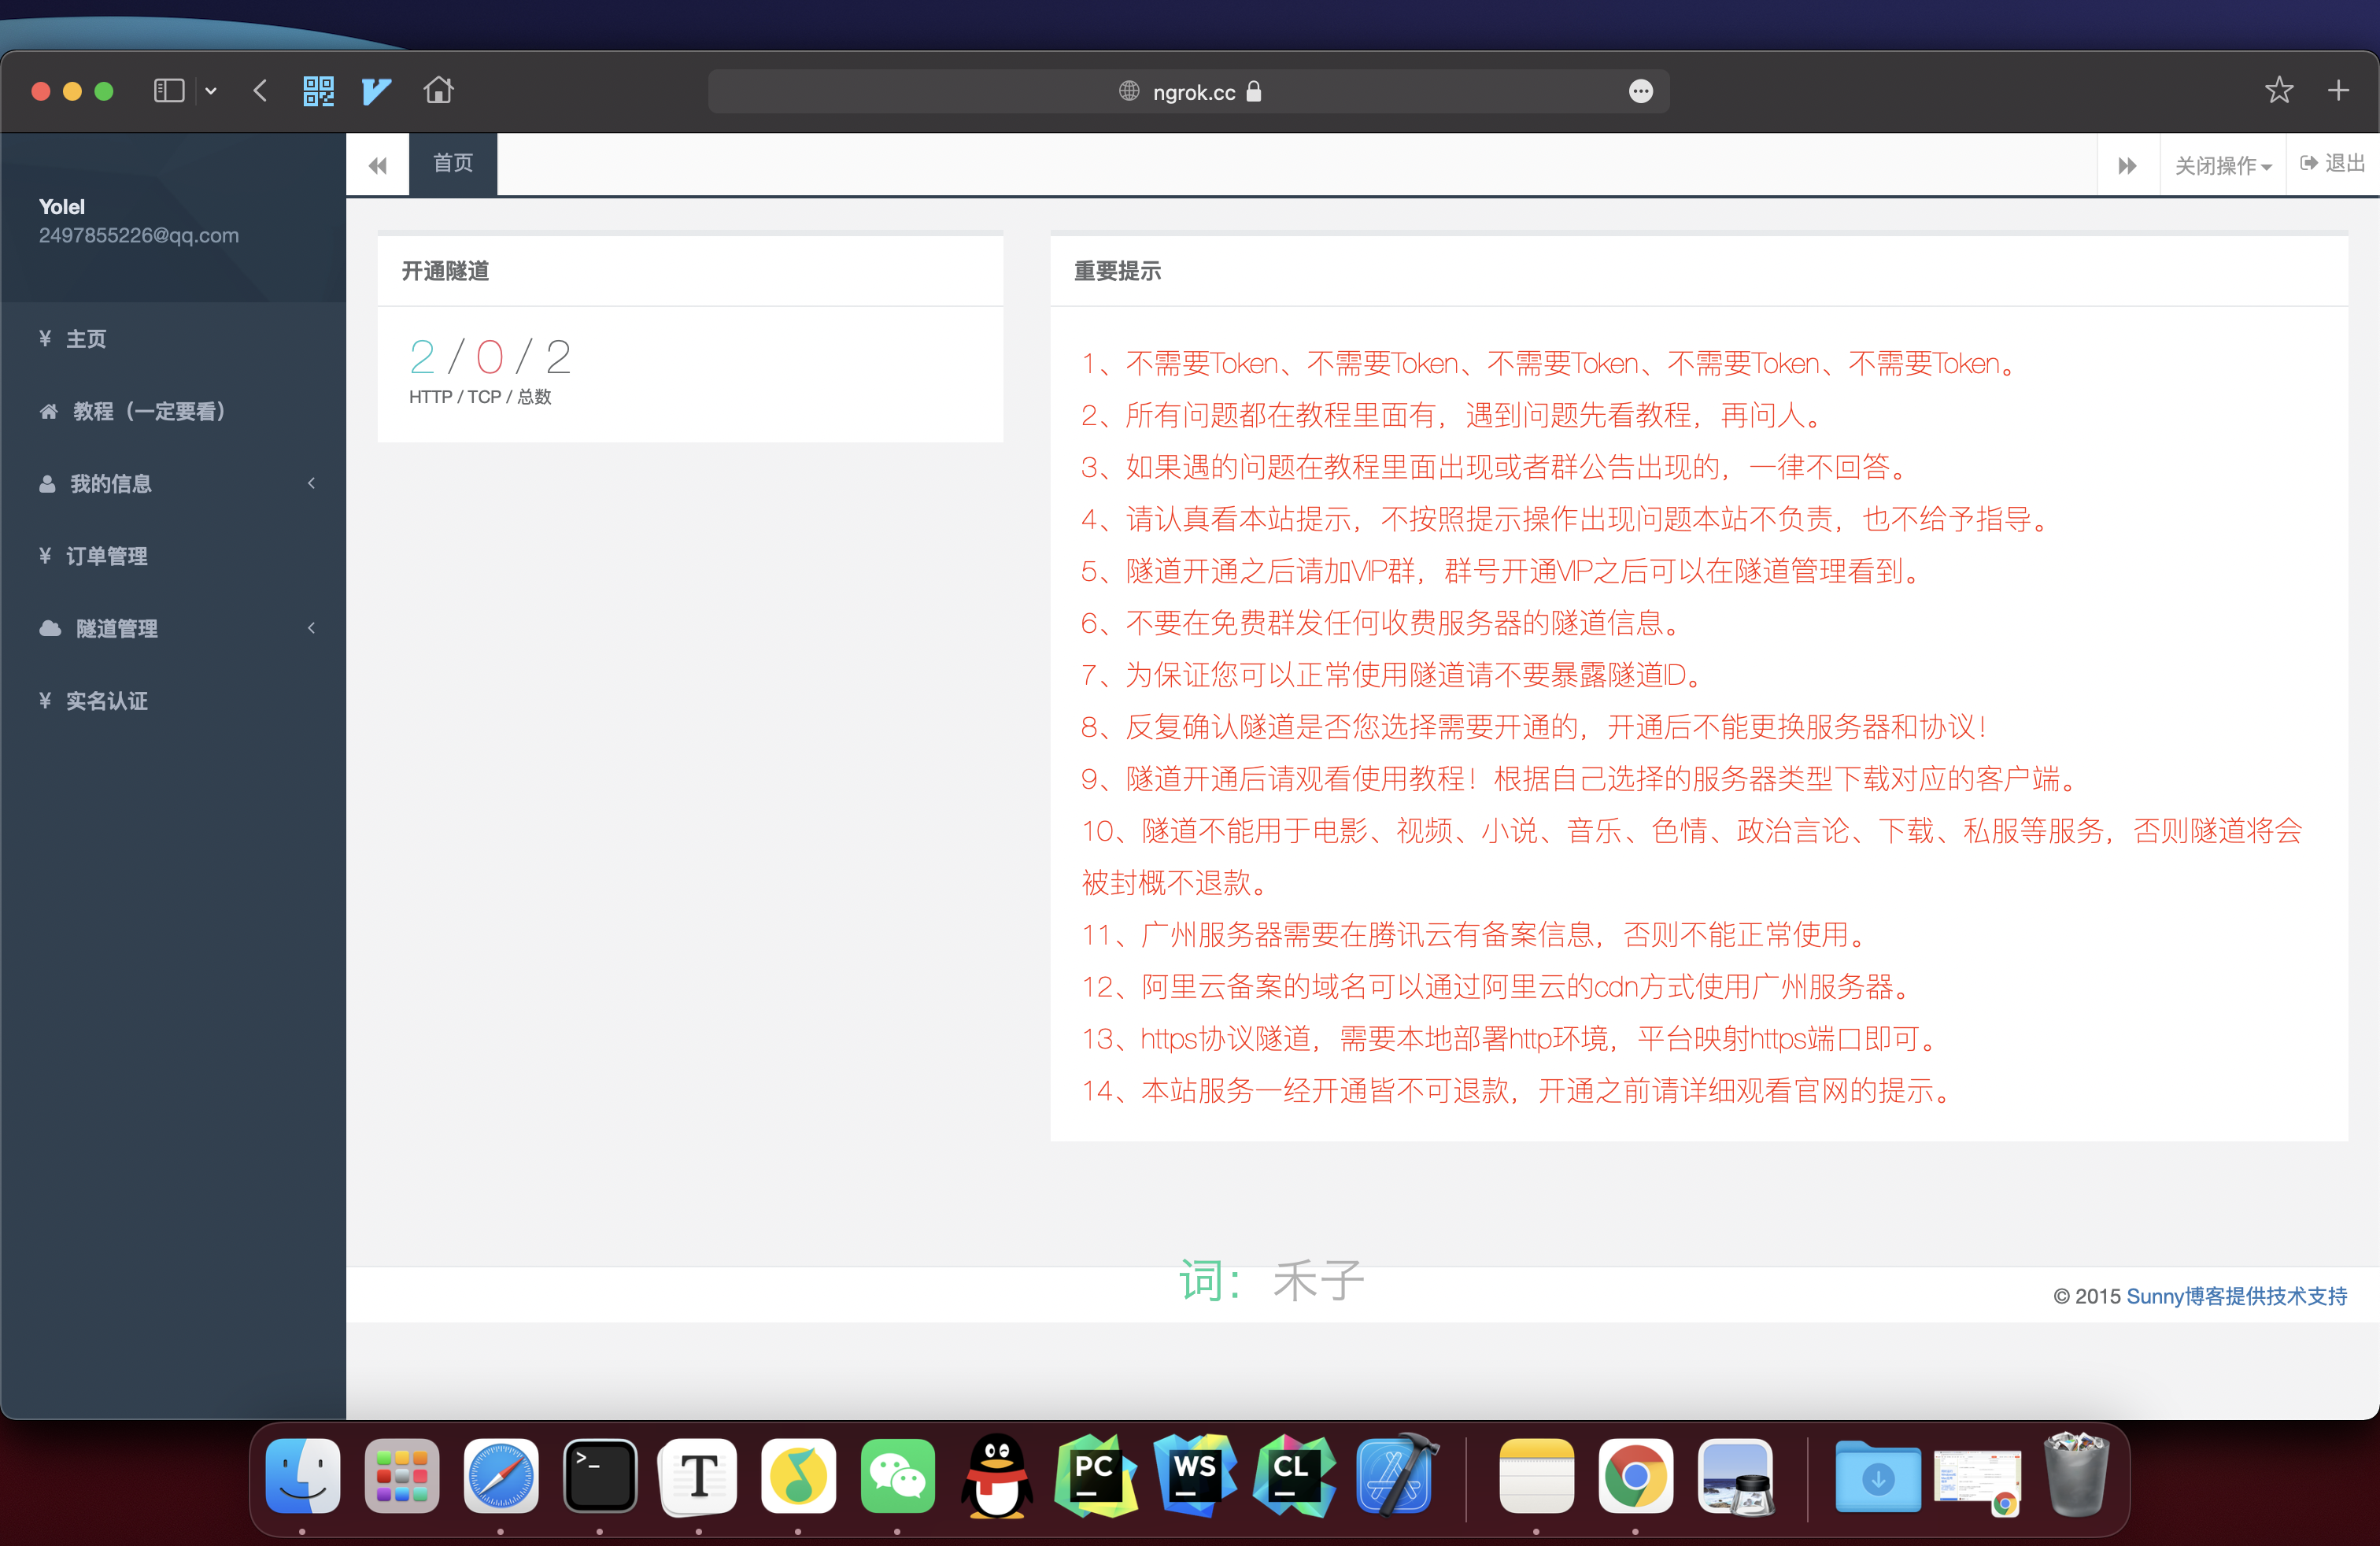 ngrok.cc
首页
关闭操作
退出
Yolel
2497855226@qq.com
¥ 主页
教程（一定要看）
我的信息
¥ 订单管理
隧道管理
¥ 实名认证
开通隧道
2 / 0 / 2
HTTP / TCP / 总数
重要提示
1、不需要Token、不需要Token、不需要Token、不需要Token、不需要Token。
2、所有问题都在教程里面有，遇到问题先看教程，再问人。
3、如果遇的问题在教程里面出现或者群公告出现的，一律不回答。
4、请认真看本站提示，不按照提示操作出现问题本站不负责，也不给予指导。
5、隧道开通之后请加VIP群，群号开通VIP之后可以在隧道管理看到。
6、不要在免费群发任何收费服务器的隧道信息。
7、为保证您可以正常使用隧道请不要暴露隧道ID。
8、反复确认隧道是否您选择需要开通的，开通后不能更换服务器和协议！
9、隧道开通后请观看使用教程！根据自己选择的服务器类型下载对应的客户端。
10、隧道不能用于电影、视频、小说、音乐、色情、政治言论、下载、私服等服务，否则隧道将会
被封概不退款。
11、广州服务器需要在腾讯云有备案信息，否则不能正常使用。
12、阿里云备案的域名可以通过阿里云的cdn方式使用广州服务器。
13、https协议隧道，需要本地部署http环境，平台映射https端口即可。
14、本站服务一经开通皆不可退款，开通之前请详细观看官网的提示。
词：禾子
© 2015 Sunny博客提供技术支持
>_
T
PC
WS
CL